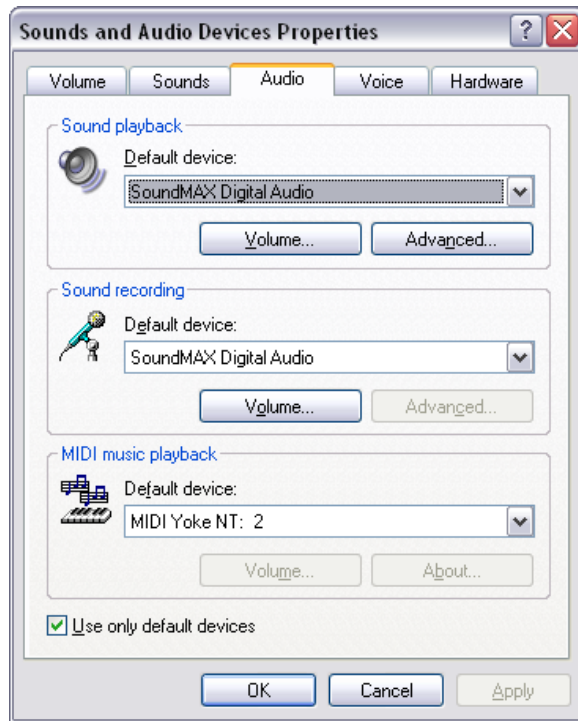 Sounds and Audio Devices Properties
Volume Sounds Audio Voice Hardware
Sound playback
Default device:
SoundMAX Digital Audio
Volume... Advanced...
Sound recording
Default device:
SoundMAX Digital Audio
Volume... Advanced...
MIDI music playback
Default device:
MIDI Yoke NT: 2
Volume... About...
Use only default devices
OK Cancel Apply